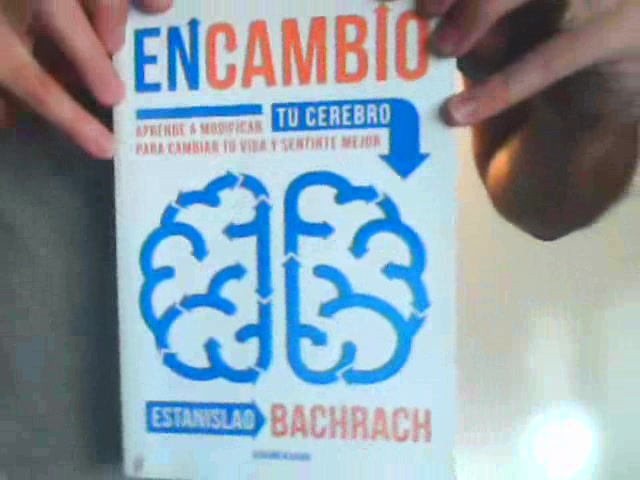 ENCAMBIO
APRENDE A MODIFICAR TU CEREBRO
PARA CAMBIAR TU VIDA Y SENTIRTE MEJOR
ESTANISLAO BACHRACH